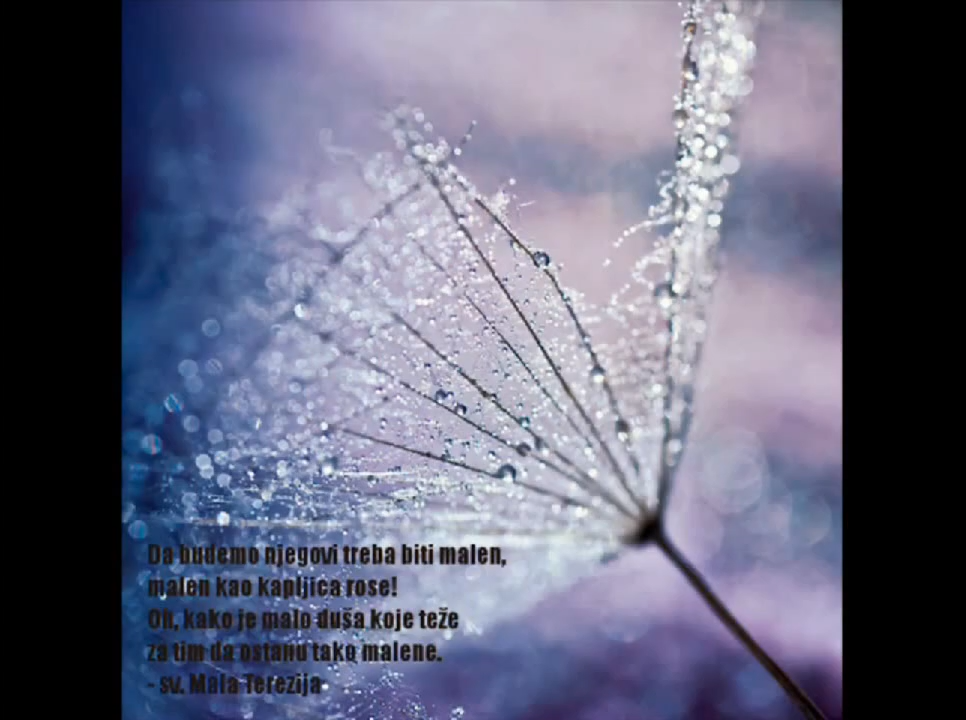 Da budemo njegovi treba biti malen,
malen kao kapljica rose!
Oh, kako je malo duša koje teže
za tim da ostanu tako malene.
- sv. Mala Terezija